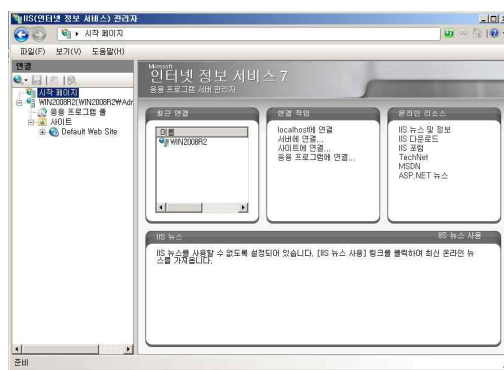 IIS(인터넷 정보 서비스) 관리자
시작 페이지
파일(F) 보기(V) 도움말(H)
연결
시작 페이지
WIN2008R2(WIN2008R2₩Adr
응용 프로그램 풀
사이트
Default Web Site
Microsoft
인터넷 정보 서비스 7
응용 프로그램 서버 관리자
최근 연결
이름
WIN2008R2
연결 작업
localhost에 연결
서버에 연결...
사이트에 연결...
응용 프로그램에 연결...
온라인 리소스
IIS 뉴스 및 정보
IIS 다운로드
IIS 포럼
TechNet
MSDN
ASP.NET 뉴스
IIS 뉴스
IIS 뉴스 사용
IIS 뉴스를 사용할 수 없도록 설정되어 있습니다. [IIS 뉴스 사용] 링크를 클릭하여 최신 온라인 뉴
스를 가져옵니다.
준비